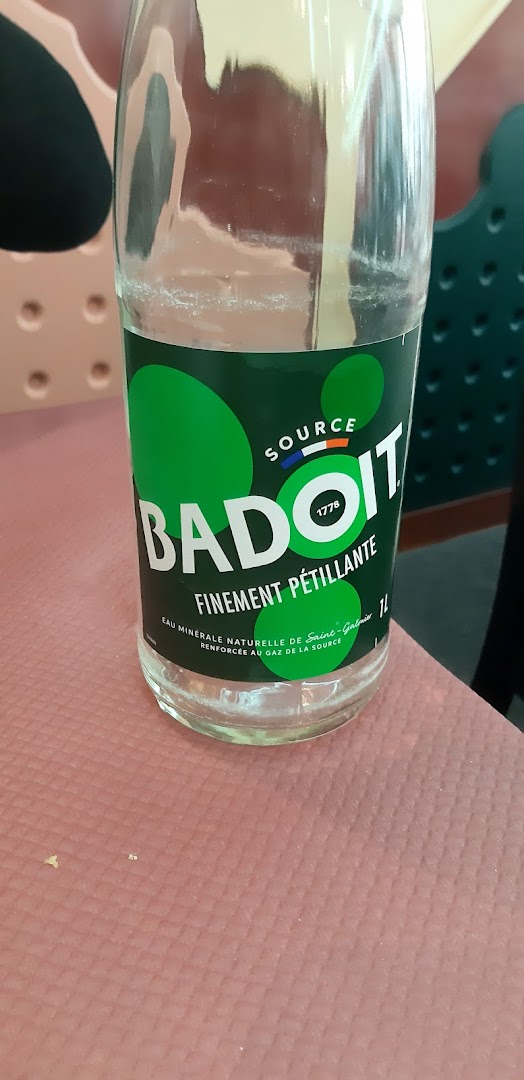 SOURCE
BADOIT
1778
FINEMENT PÉTILLANTE
EAU MINÉRALE NATURELLE DE Saint-Galmier
RENFORCÉE AU GAZ DE LA SOURCE
1L